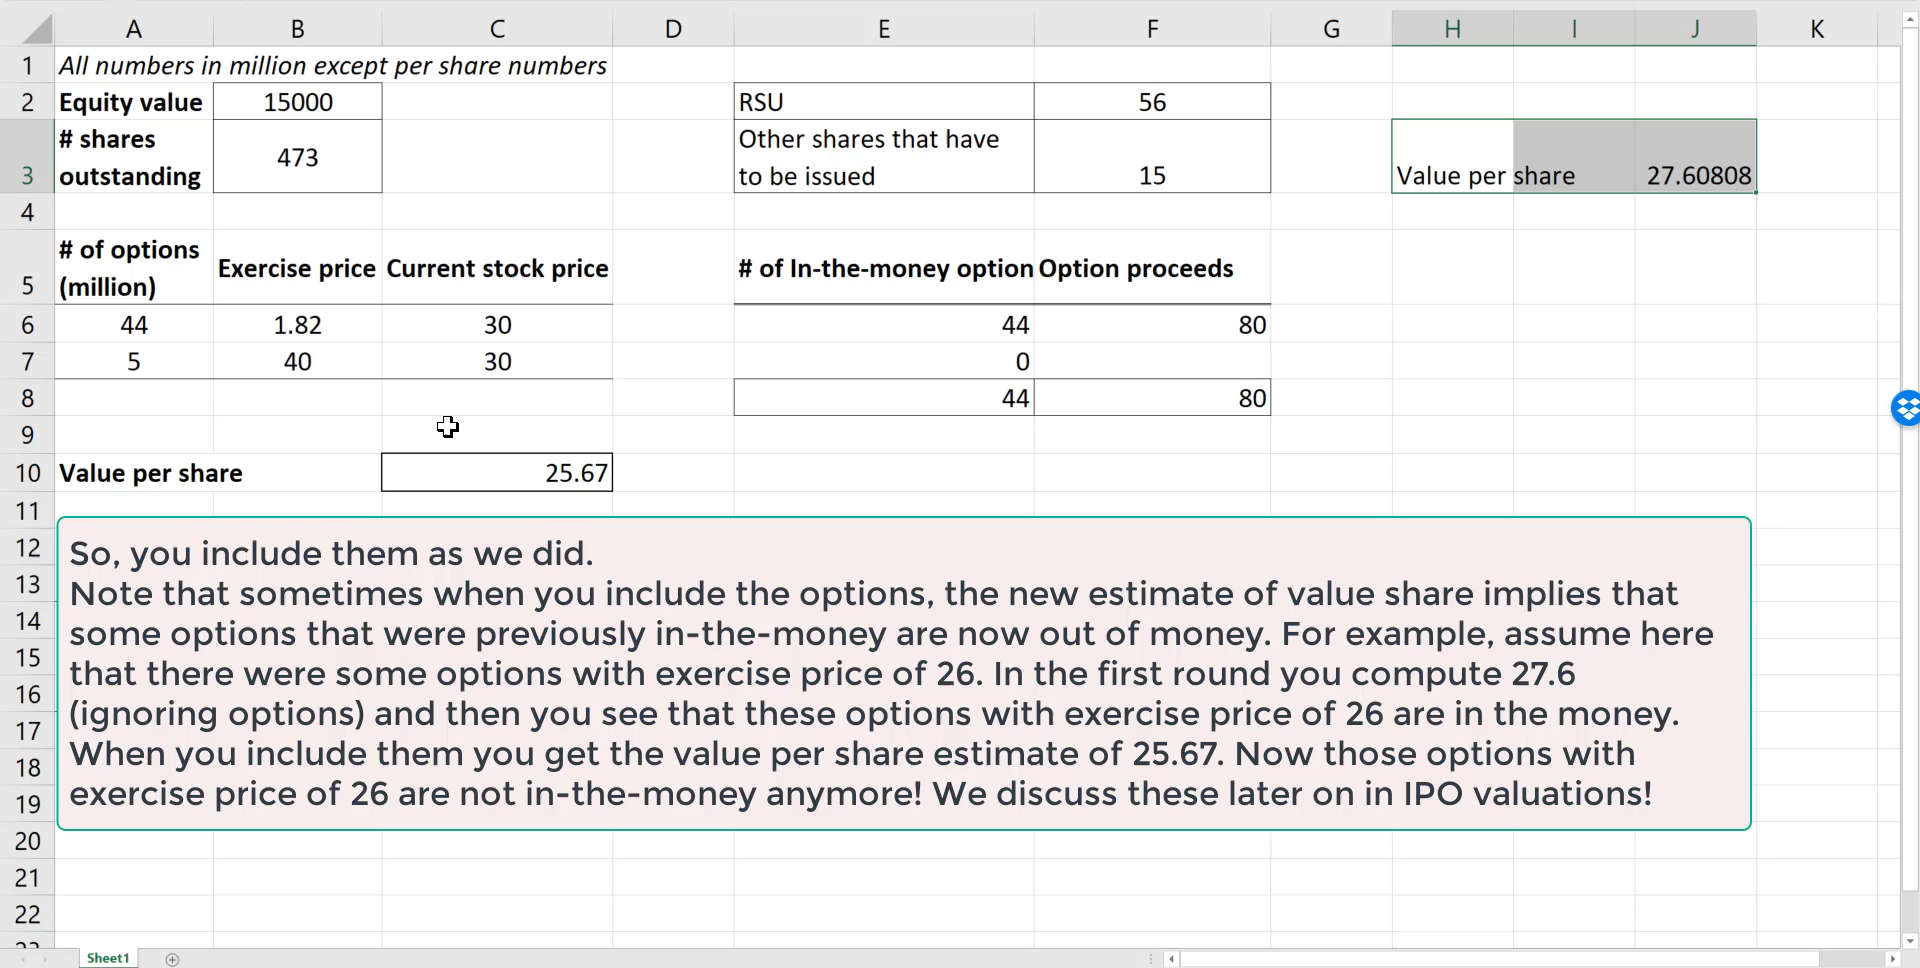 A B C D E F G H I J K
1 All numbers in million except per share numbers
2 Equity value 15000 RSU 56
# shares Other shares that have
473
3 outstanding to be issued 15 Value per share 27.60808
4
# of options
5 (million) Exercise price Current stock price # of In-the-money option Option proceeds
6 44 1.82 30 44 80
7 5 40 30 0
8 44 80
9
10 Value per share 25.67
11
12
13
14
15
16
17
18
19
20
21
22
So, you include them as we did.
Note that sometimes when you include the options, the new estimate of value share implies that
some options that were previously in-the-money are now out of money. For example, assume here
that there were some options with exercise price of 26. In the first round you compute 27.6
(ignoring options) and then you see that these options with exercise price of 26 are in the money.
When you include them you get the value per share estimate of 25.67. Now those options with
exercise price of 26 are not in-the-money anymore! We discuss these later on in IPO valuations!
Sheet1